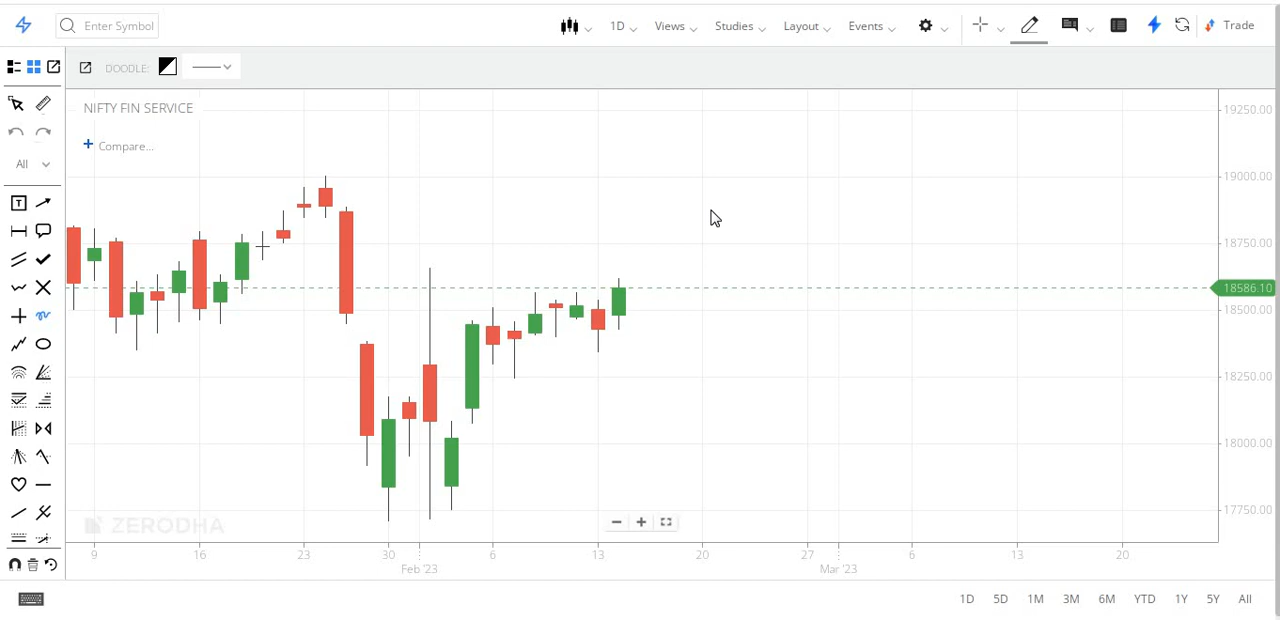 Enter Symbol 1D Views Studies Layout Events Trade
DOODLE:
NIFTY FIN SERVICE
Compare...
All
T
19250.00
19000.00
18750.00
18586.10
18500.00
18250.00
18000.00
17750.00
ZERODHA
9 16 23 30 6 13 20 27 6 13 20
Feb '23 Mar '23
1D 5D 1M 3M 6M YTD 1Y 5Y All